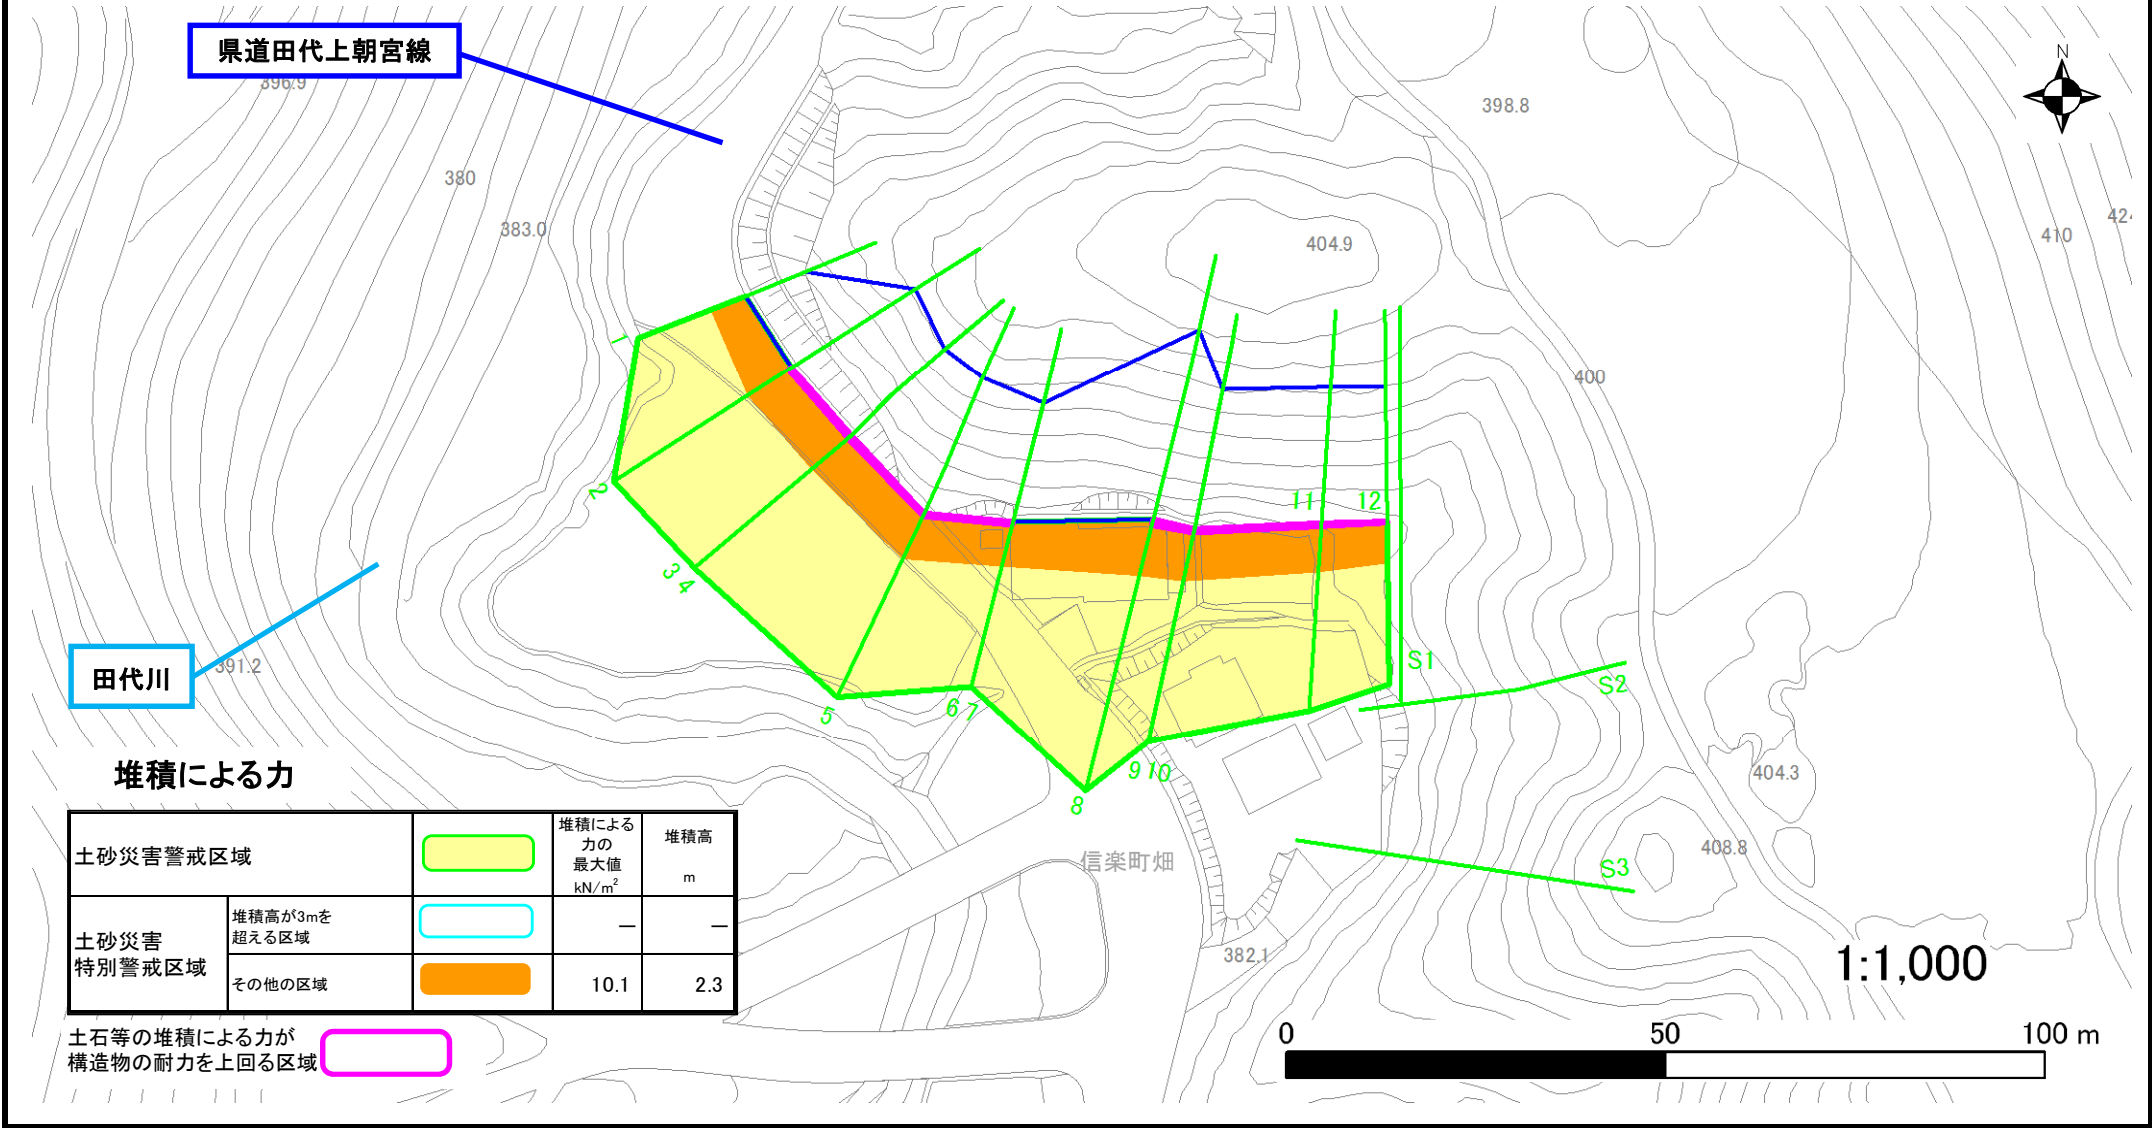 県道田代上朝宮線
N
396.9
398.8
380
383.0
404.9
410
400
1
2
3 4
5
6 7
8
9 10
11
12
S1
S2
S3
田代川
391.2
404.3
408.8
信楽町畑
382.1
堆積による力
土砂災害警戒区域
堆積による
力の
最大値
kN/m²
堆積高
m
土砂災害
特別警戒区域
堆積高が3mを
超える区域
—
—
その他の区域
10.1
2.3
土石等の堆積による力が
構造物の耐力を上回る区域
1:1,000
0
50
100 m